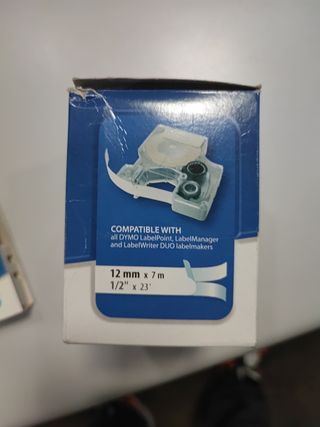 COMPATIBLE WITH
all DYMO LabelPoint, LabelManager
and LabelWriter DUO labelmakers
12 mm x 7 m
1/2" x 23'